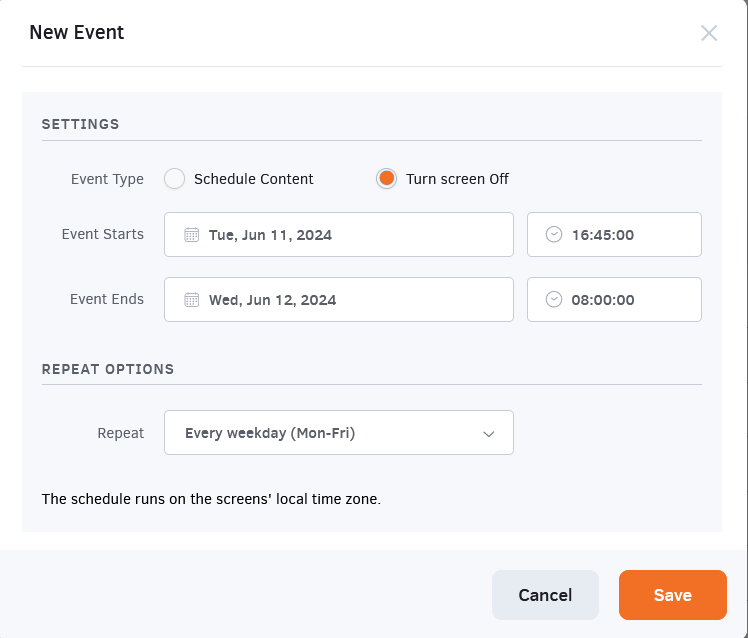 New Event
SETTINGS
Event Type Schedule Content Turn screen Off
Event Starts Tue, Jun 11, 2024 16:45:00
Event Ends Wed, Jun 12, 2024 08:00:00
REPEAT OPTIONS
Repeat Every weekday (Mon-Fri)
The schedule runs on the screens' local time zone.
Cancel Save